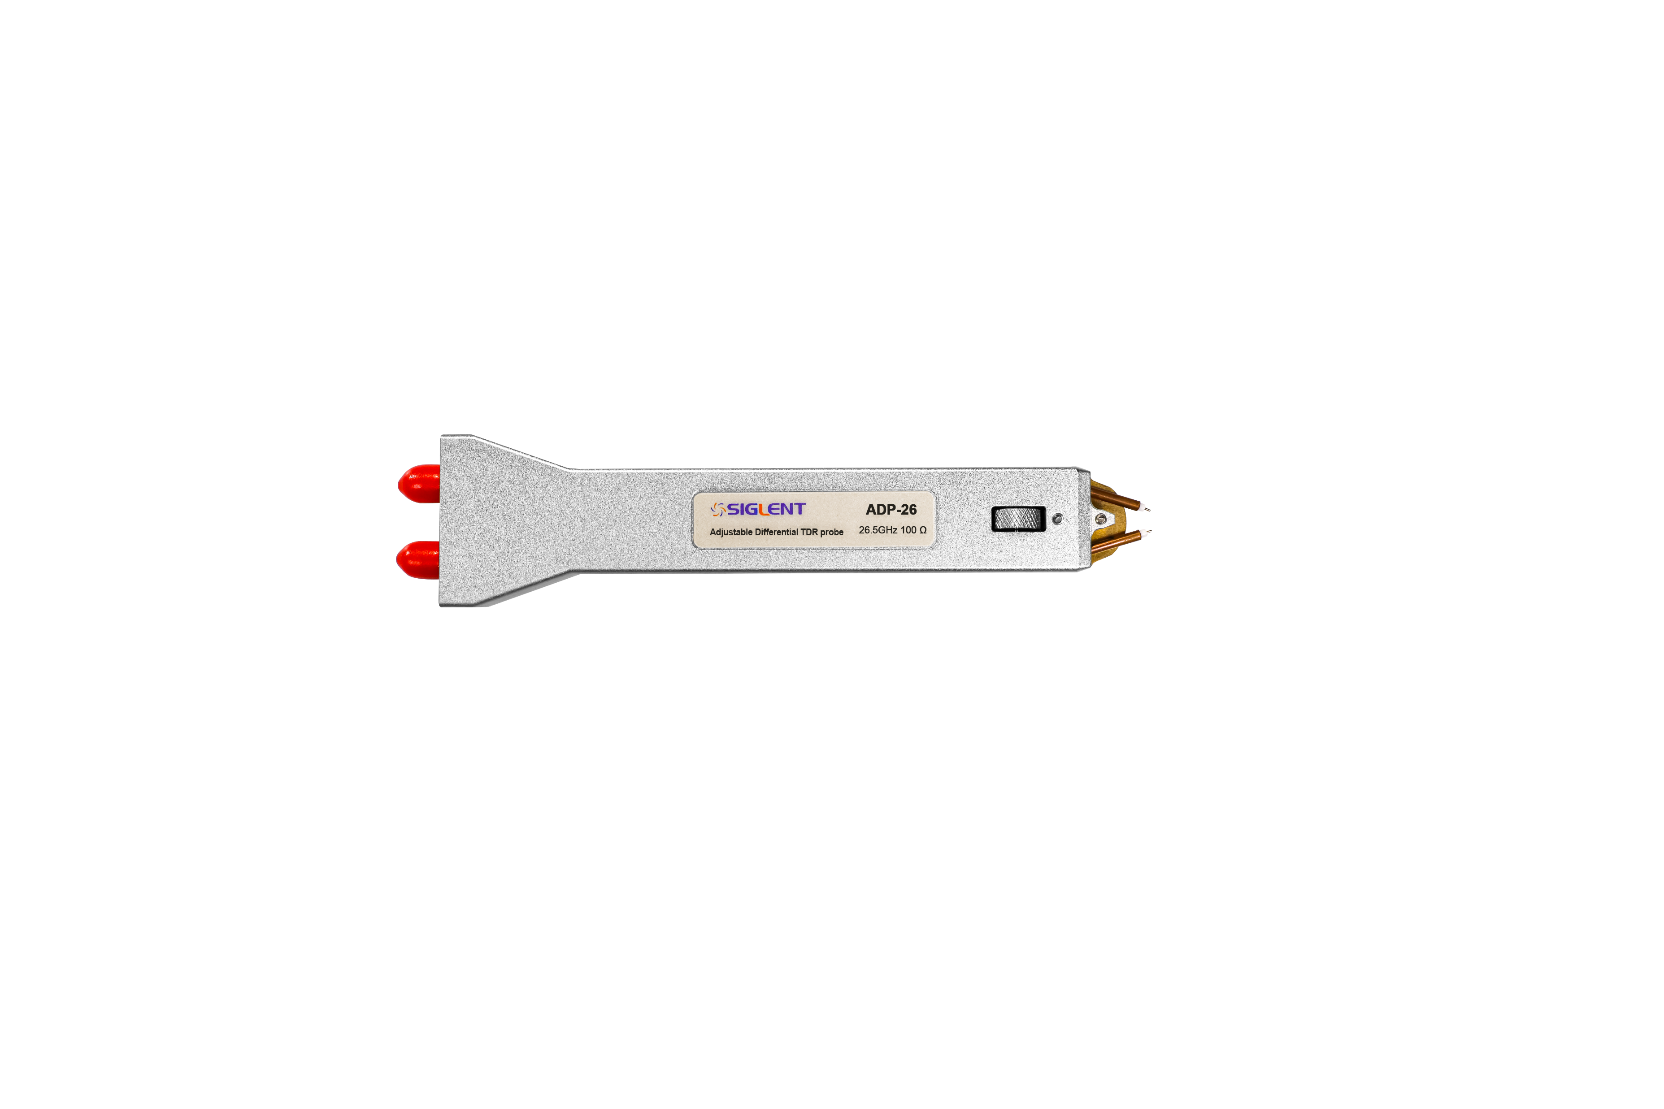 SIGLENT
ADP-26
Adjustable Differential TDR probe
26.5GHz 100 Ω